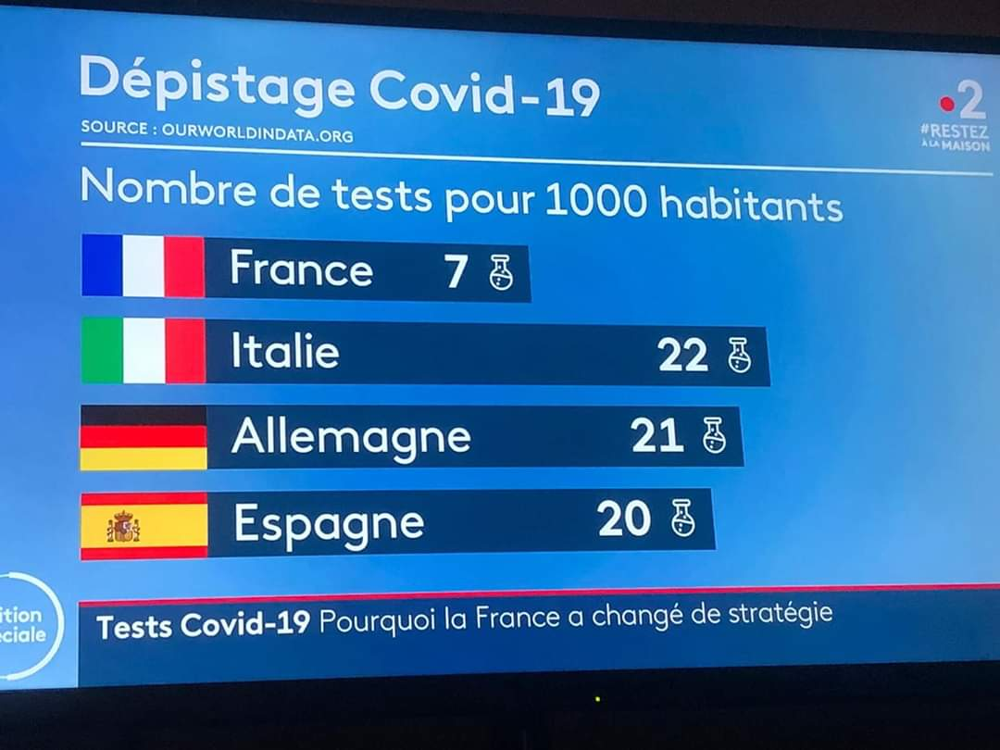 Dépistage Covid-19
SOURCE : OURWORLDINDATA.ORG
2
#RESTEZ
À LA MAISON
Nombre de tests pour 1000 habitants
France 7
Italie 22
Allemagne 21
Espagne 20
ition
éciale
Tests Covid-19 Pourquoi la France a changé de stratégie